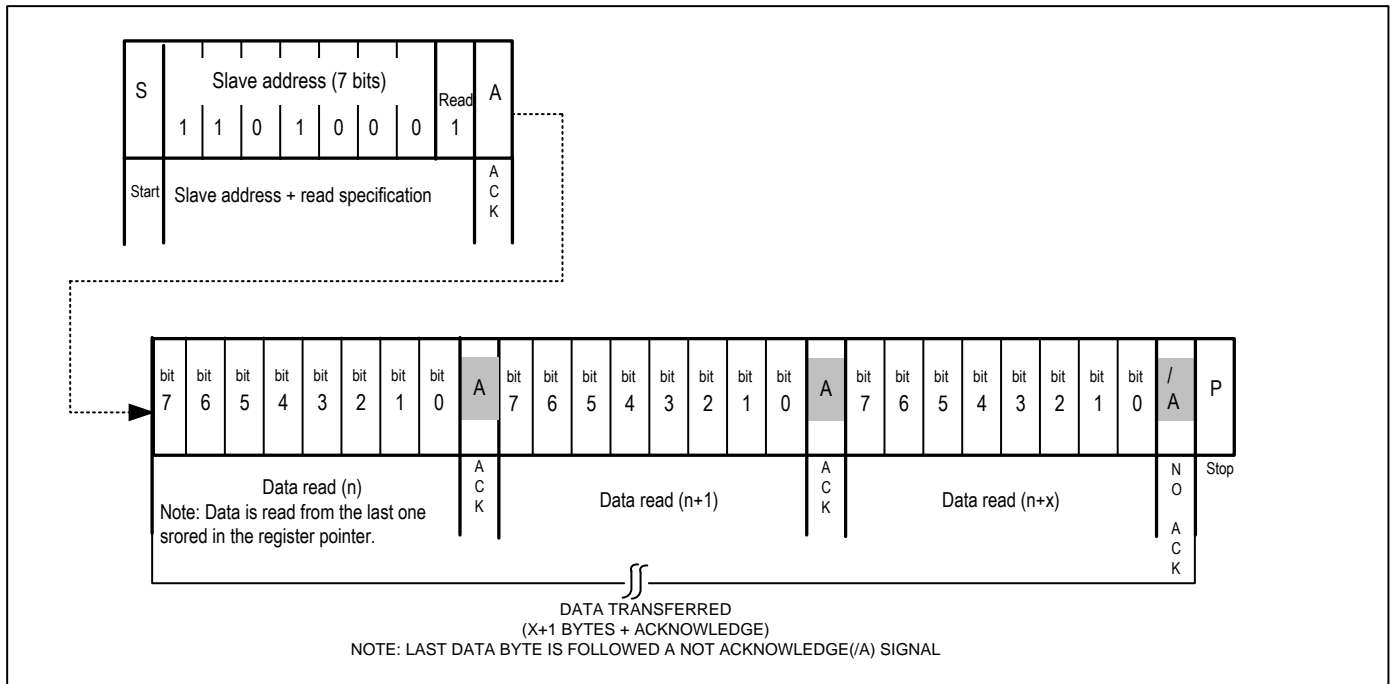 S Slave address (7 bits) Read A
1 1 0 1 0 0 0 1
Start Slave address + read specification A C K
bit bit bit bit bit bit bit bit A bit bit bit bit bit bit bit bit A bit bit bit bit bit bit bit bit / A P
7 6 5 4 3 2 1 0 7 6 5 4 3 2 1 0 7 6 5 4 3 2 1 0
Data read (n) A C K Data read (n+1) A C K Data read (n+x) N O A C K Stop
Note: Data is read from the last one
srored in the register pointer.
DATA TRANSFERRED
(X+1 BYTES + ACKNOWLEDGE)
NOTE: LAST DATA BYTE IS FOLLOWED A NOT ACKNOWLEDGE(/A) SIGNAL